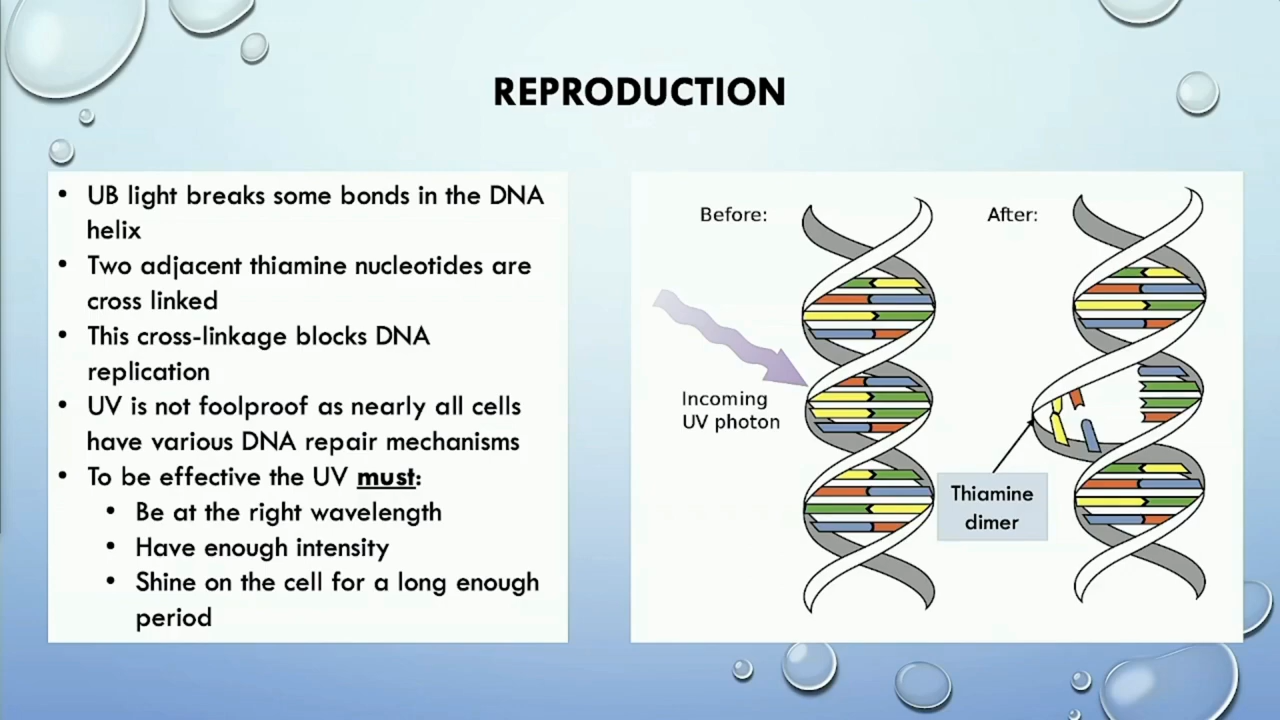 REPRODUCTION
• UB light breaks some bonds in the DNA
helix
• Two adjacent thiamine nucleotides are
cross linked
• This cross-linkage blocks DNA
replication
• UV is not foolproof as nearly all cells
have various DNA repair mechanisms
• To be effective the UV must:
• Be at the right wavelength
• Have enough intensity
• Shine on the cell for a long enough
period
Before:
After:
Incoming
UV photon
Thiamine
dimer